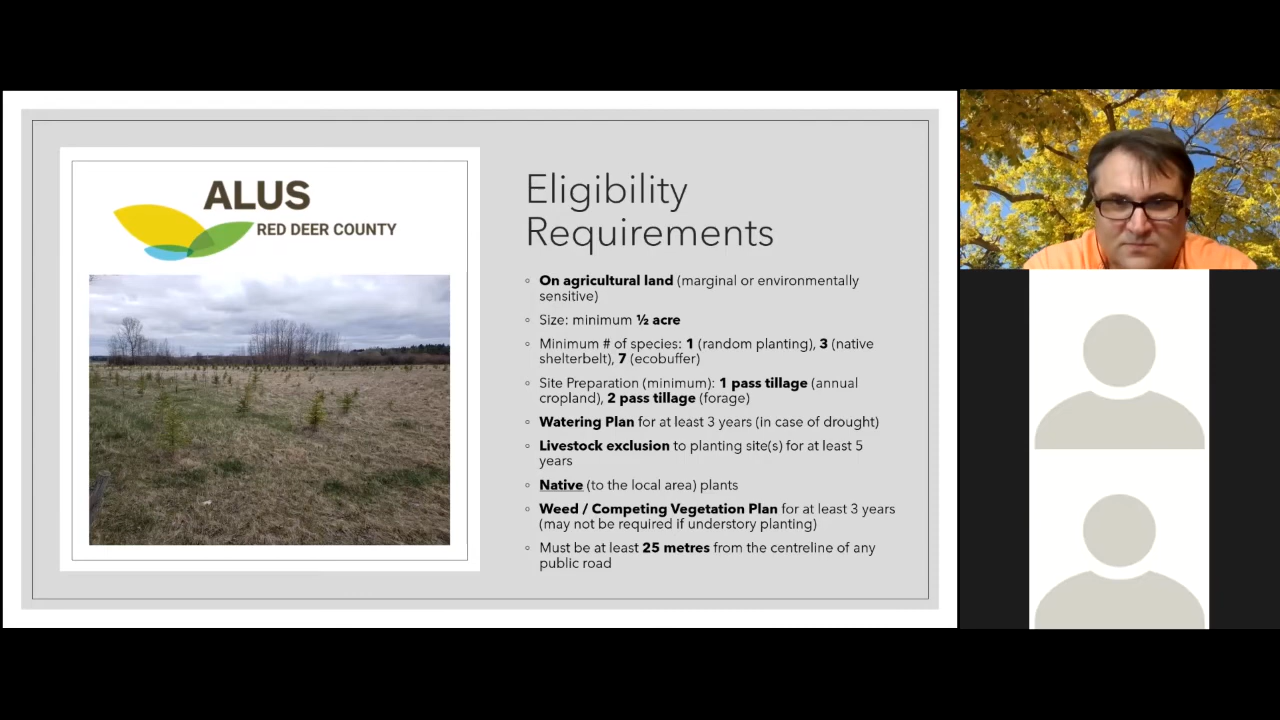 ALUS
RED DEER COUNTY
Eligibility
Requirements
On agricultural land (marginal or environmentally
sensitive)
Size: minimum ½ acre
Minimum # of species: 1 (random planting), 3 (native
shelterbelt), 7 (ecobuffer)
Site Preparation (minimum): 1 pass tillage (annual
cropland), 2 pass tillage (forage)
Watering Plan for at least 3 years (in case of drought)
Livestock exclusion to planting site(s) for at least 5
years
Native (to the local area) plants
Weed / Competing Vegetation Plan for at least 3 years
(may not be required if understory planting)
Must be at least 25 metres from the centreline of any
public road